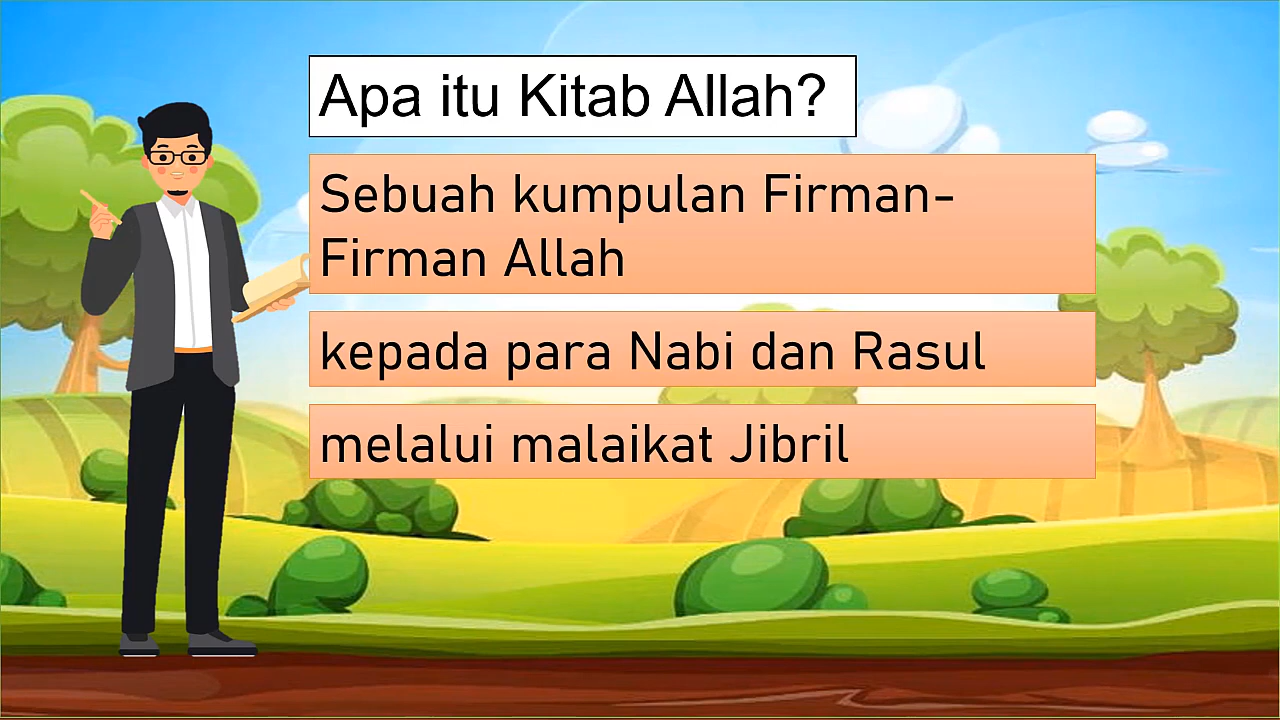 Apa itu Kitab Allah?
Sebuah kumpulan Firman-
Firman Allah
kepada para Nabi dan Rasul
melalui malaikat Jibril